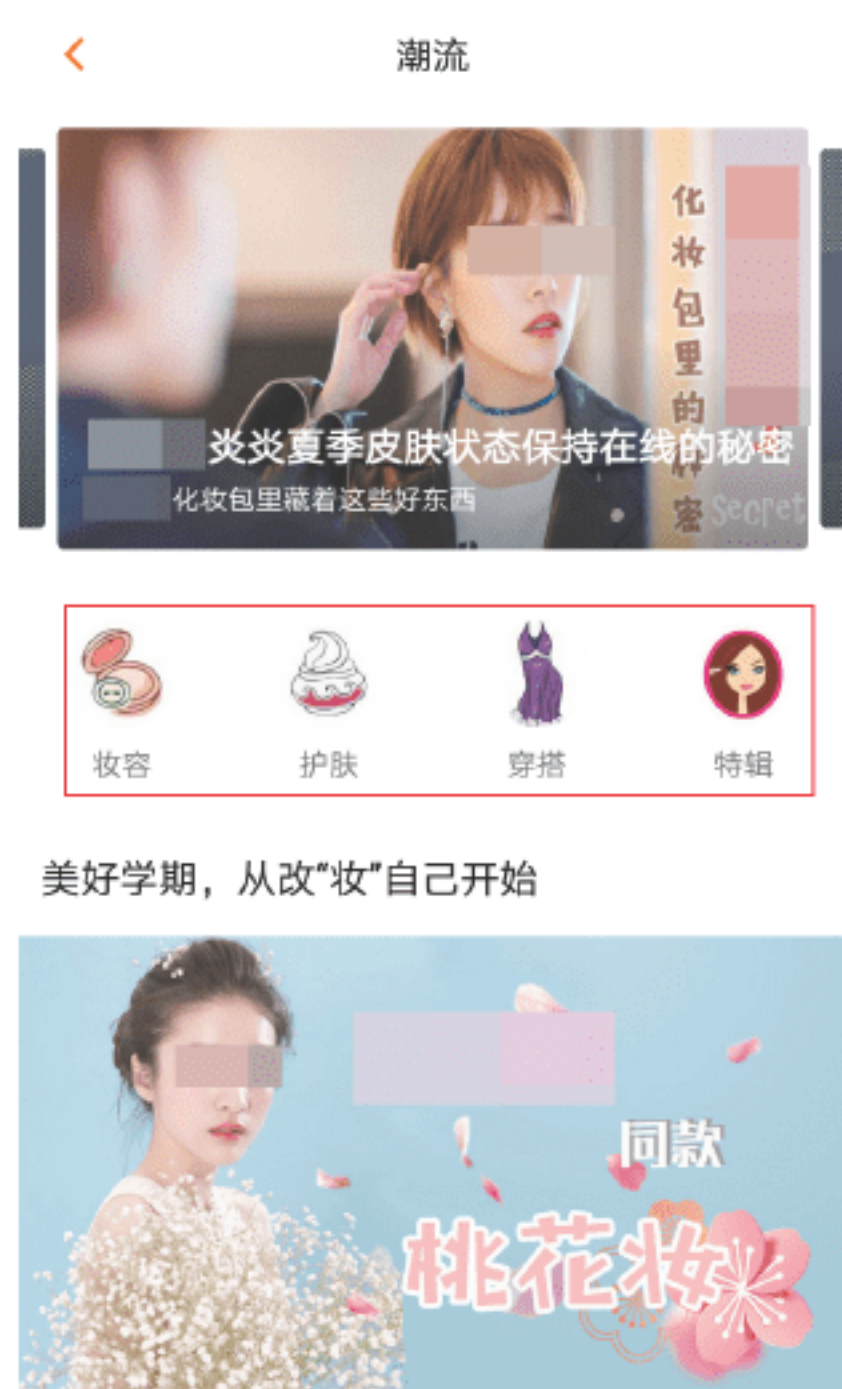 潮流
化妆包里的秘密
Secret
炎炎夏季皮肤状态保持在线的秘密
化妆包里藏着这些好东西
妆容
护肤
穿搭
特辑
美好学期，从改“妆”自己开始
同款
桃花妆